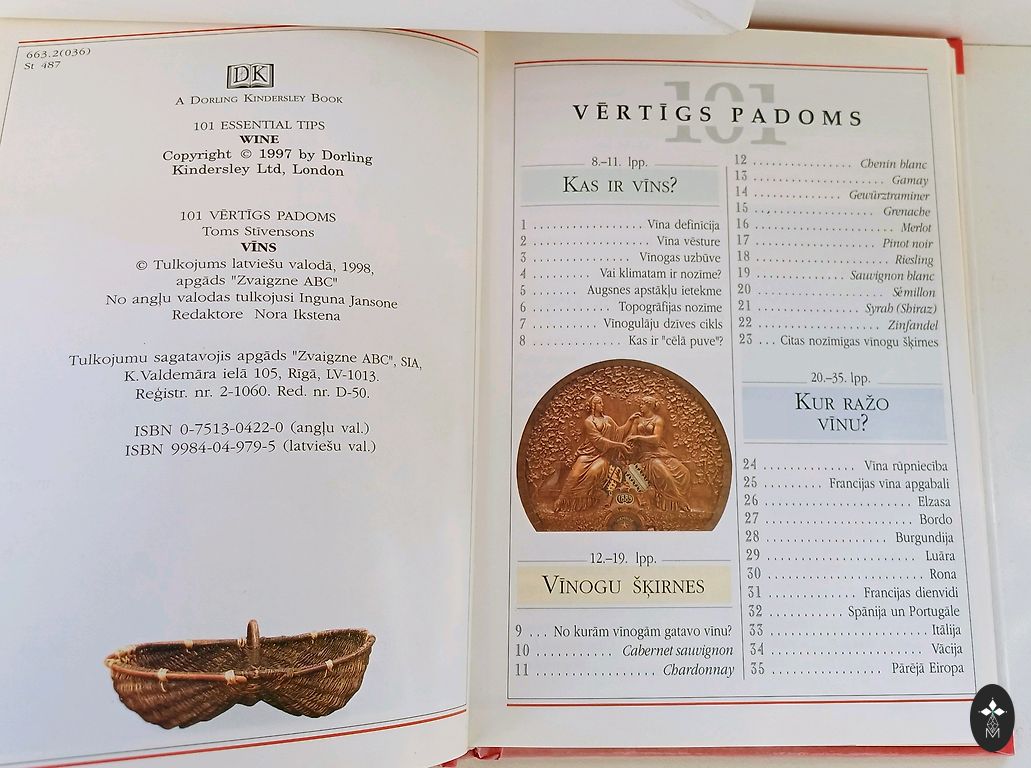 663.2(036)
St 487
DK
A DORLING KINDERSLEY BOOK
101 ESSENTIAL TIPS
WINE
Copyright © 1997 by Dorling
Kindersley Ltd, London
101 VĒRTĪGS PADOMS
Toms Stīvensons
VĪNS
© Tulkojums latviešu valodā, 1998,
apgāds "Zvaigzne ABC"
No angļu valodas tulkojusi Inguna Jansone
Redaktore Nora Ikstena
Tulkojumu sagatavojis apgāds "Zvaigzne ABC", SIA,
K.Valdemāra ielā 105, Rīgā, LV-1013.
Reģistr. nr. 2-1060. Red. nr. D-50.
ISBN 0-7513-0422-0 (angļu val.)
ISBN 9984-04-979-5 (latviešu val.)
101
VĒRTĪGS PADOMS
8.–11. lpp.
KAS IR VĪNS?
1 .................... Vīna definīcija
2 .................... Vīna vēsture
3 .................... Vīnogas uzbūve
4 ............ Vai klimatam ir nozīme?
5 .......... Augsnes apstākļu ietekme
6 ............... Topogrāfijas nozīme
7 ............ Vīnogulāju dzīves cikls
8 ................ Kas ir "cēlā puve"?
12.–19. lpp.
VĪNOGU ŠĶIRNES
9 ... No kurām vīnogām gatavo vīnu?
10 ............ Cabernet sauvignon
11 .................... Chardonnay
12 .................... Chenin blanc
13 .................... Gamay
14 .................... Gewürztraminer
15 .................... Grenache
16 .................... Merlot
17 .................... Pinot noir
18 .................... Riesling
19 .................... Sauvignon blanc
20 .................... Sémillon
21 .................... Syrah (Shiraz)
22 .................... Zinfandel
23 ... Citas nozīmīgas vīnogu šķirnes
20.–35. lpp.
KUR RAŽO
VĪNU?
24 .................... Vīna rūpniecība
25 ............ Francijas vīna apgabali
26 .................... Elzasa
27 .................... Bordo
28 .................... Burgundija
29 .................... Luāra
30 .................... Rona
31 .................... Francijas dienvidi
32 ............ Spānija un Portugāle
33 .................... Itālija
34 .................... Vācija
35 .................... Pārējā Eiropa
M